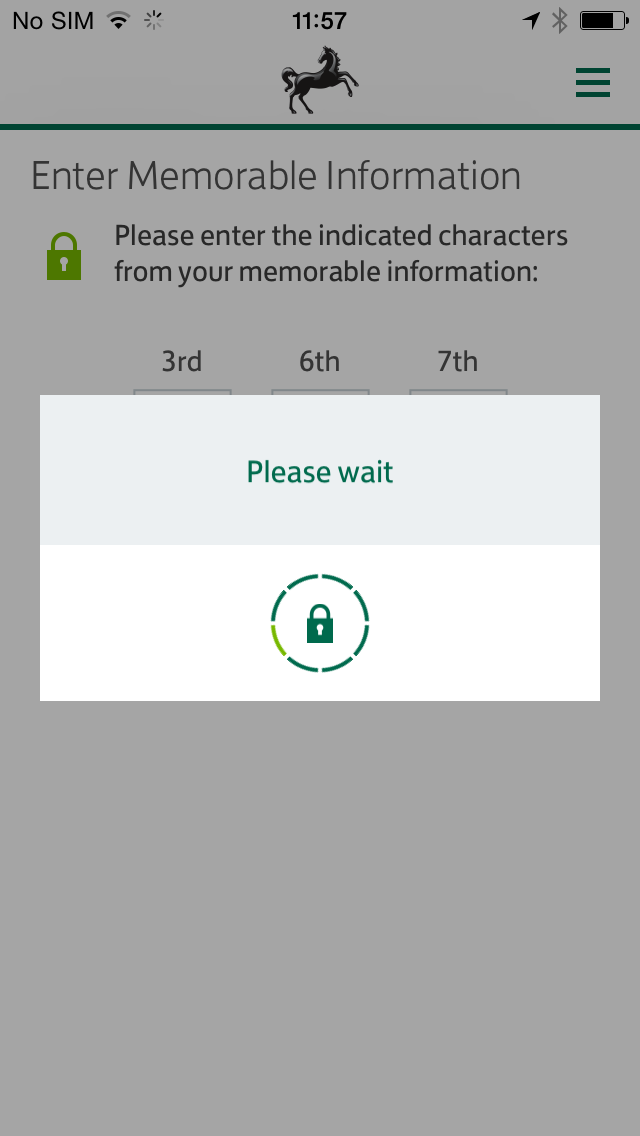 No SIM 11:57
Enter Memorable Information
Please enter the indicated characters
from your memorable information:
3rd 6th 7th
Please wait